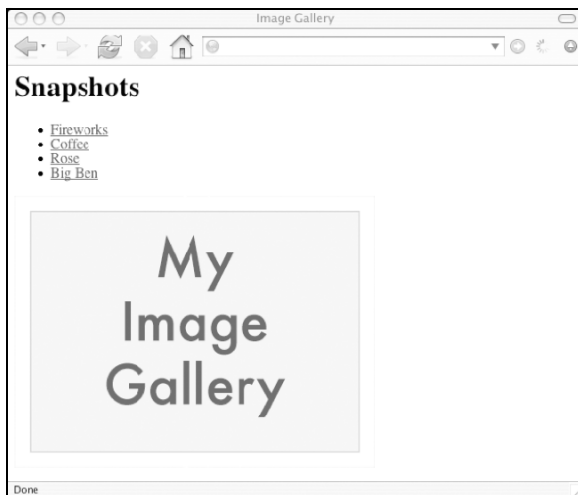 Image Gallery
Snapshots
Fireworks
Coffee
Rose
Big Ben
My
Image
Gallery
Done